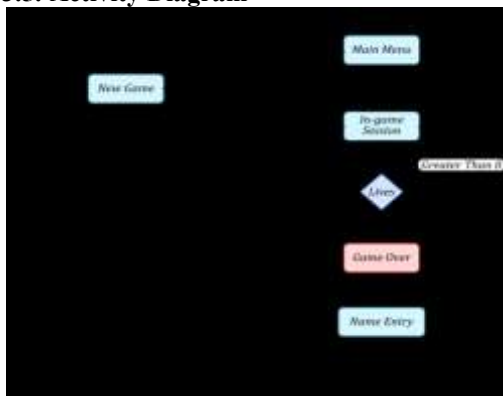 Activity Diagram
Main Menu
New Game
In-game
Session
Greater Than 0
Lives
Game Over
Name Entry